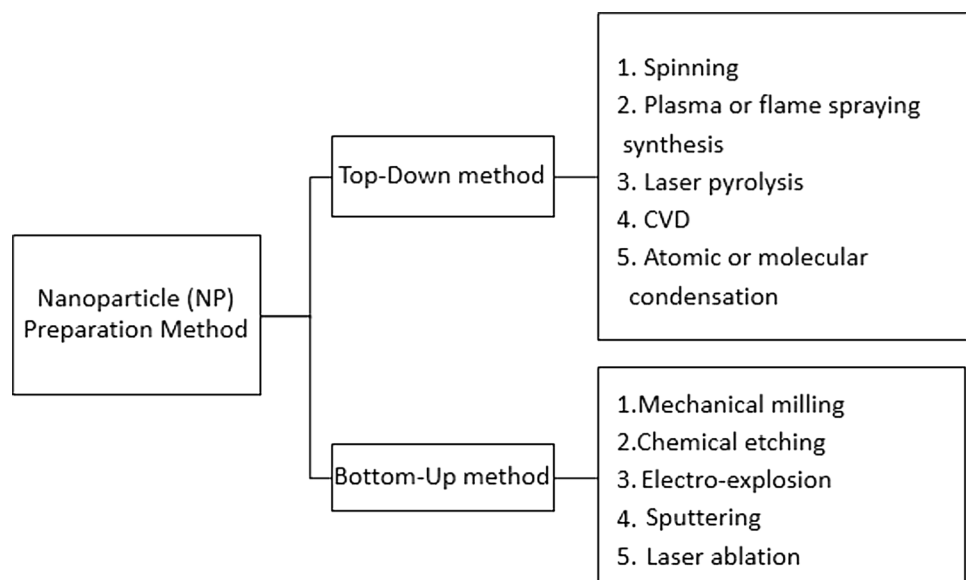 Nanoparticle (NP)
Preparation Method
Top-Down method
1. Spinning
2. Plasma or flame spraying
synthesis
3. Laser pyrolysis
4. CVD
5. Atomic or molecular
condensation
Bottom-Up method
1.Mechanical milling
2.Chemical etching
3. Electro-explosion
4. Sputtering
5. Laser ablation